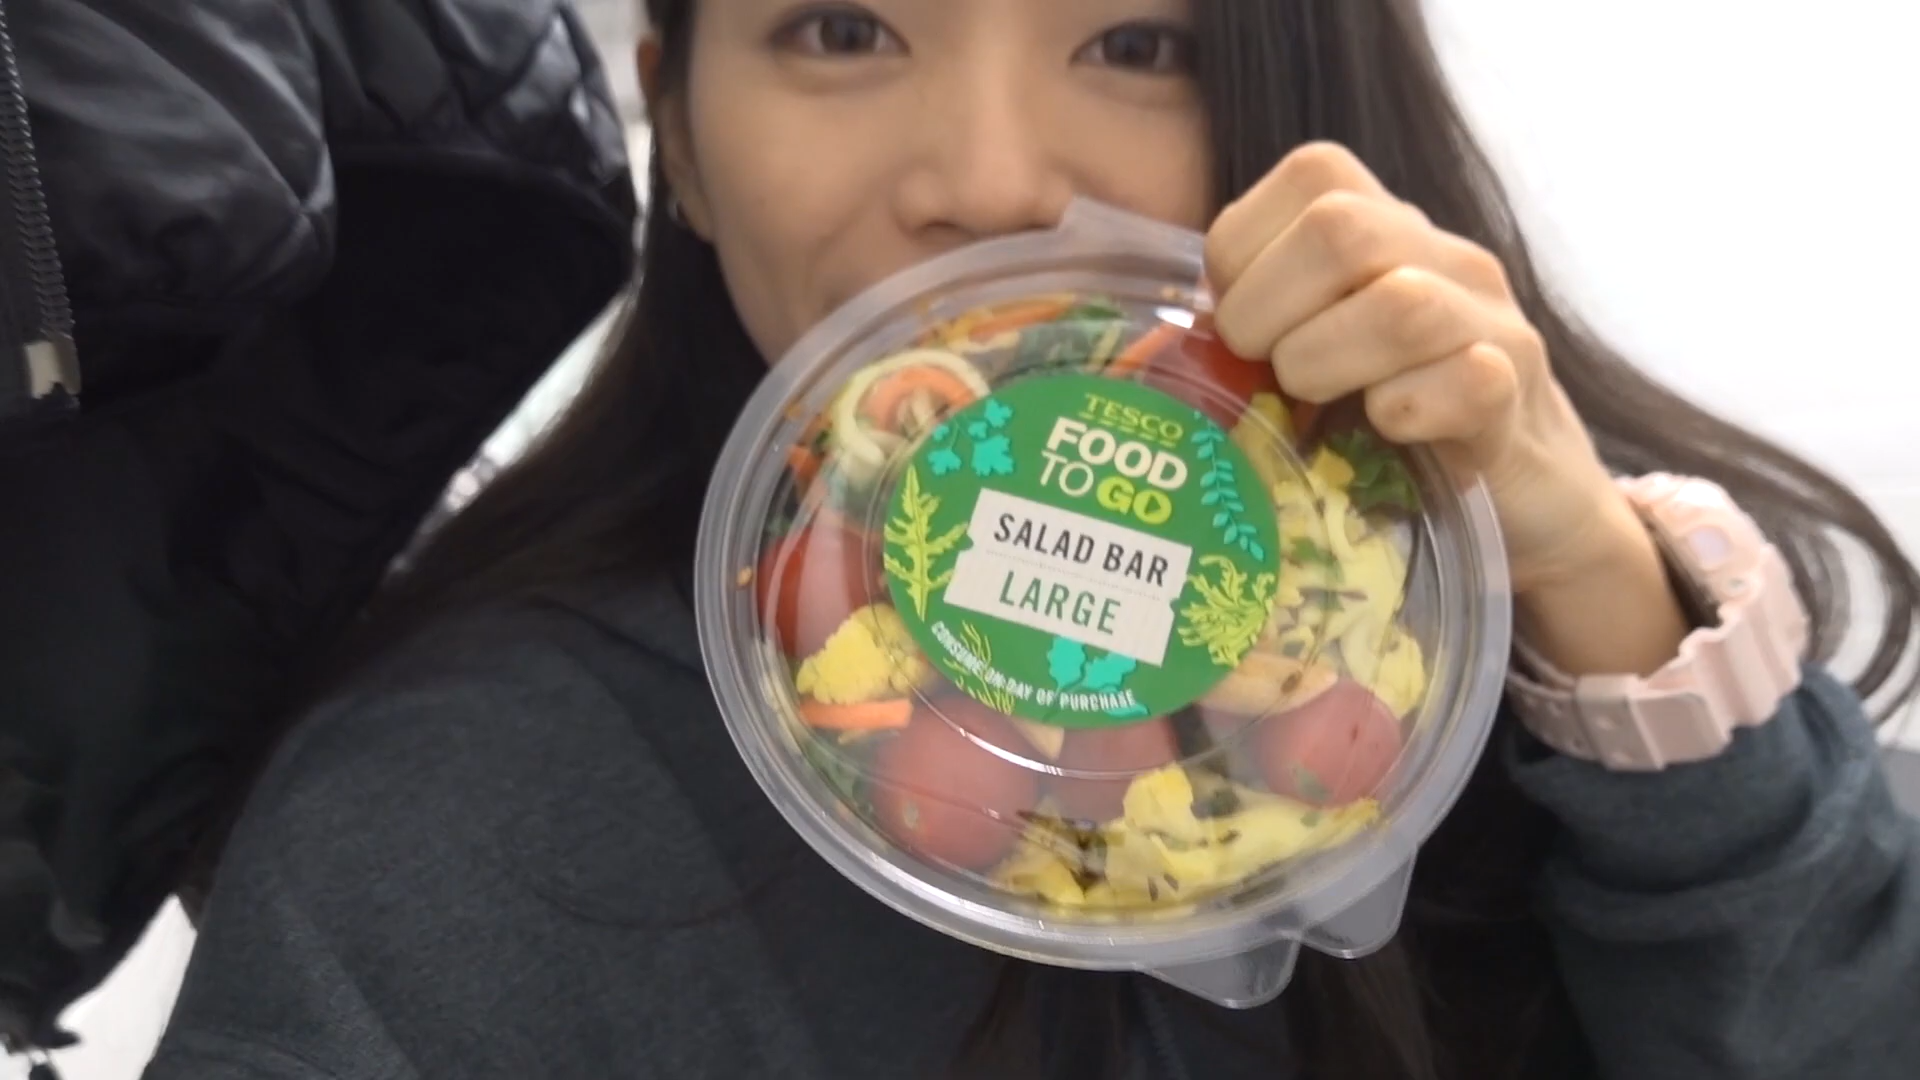 TESCO
FOOD
TO GO
SALAD BAR
LARGE
CONSUME ON DAY OF PURCHASE